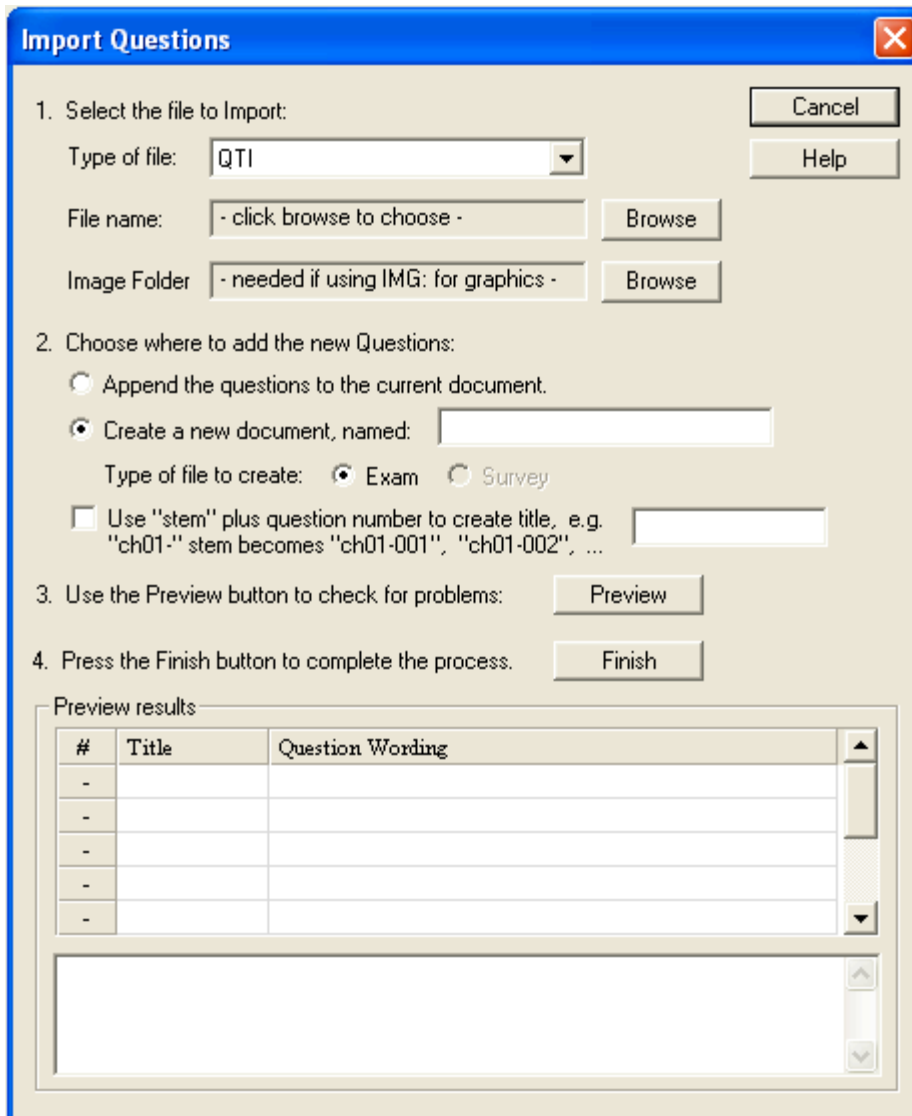 Import Questions
1. Select the file to Import:
Cancel
Type of file: QTI
Help
File name: - click browse to choose - Browse
Image Folder - needed if using IMG: for graphics - Browse
2. Choose where to add the new Questions:
Append the questions to the current document.
Create a new document, named:
Type of file to create: Exam Survey
Use "stem" plus question number to create title, e.g.
"ch01-" stem becomes "ch01-001", "ch01-002", ...
3. Use the Preview button to check for problems: Preview
4. Press the Finish button to complete the process. Finish
Preview results
# Title Question Wording
-
-
-
-
-